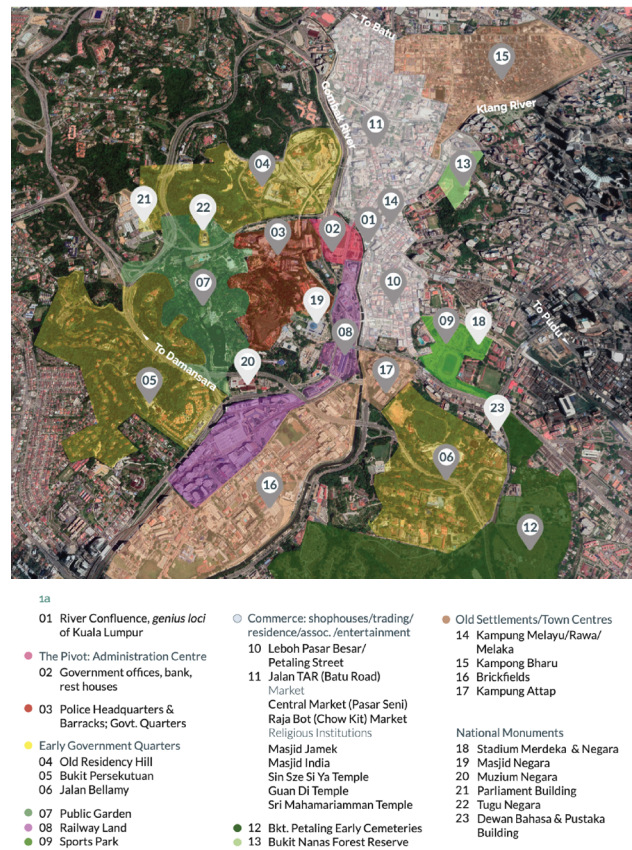 To Batu
15
Klang River
Gombak River
11
04
13
21
22
14
01
03
02
07
10
19
08
09
18
To Pudu
To Damansara
20
17
05
23
06
16
12
1a
01 River Confluence, genius loci
of Kuala Lumpur
The Pivot: Administration Centre
02 Government offices, bank,
rest houses
03 Police Headquarters &
Barracks; Govt. Quarters
Early Government Quarters
04 Old Residency Hill
05 Bukit Persekutuan
06 Jalan Bellamy
07 Public Garden
08 Railway Land
09 Sports Park
Commerce: shophouses/trading/
residence/assoc. /entertainment
10 Leboh Pasar Besar/
Petaling Street
11 Jalan TAR (Batu Road)
Market
Central Market (Pasar Seni)
Raja Bot (Chow Kit) Market
Religious Institutions
Masjid Jamek
Masjid India
Sin Sze Si Ya Temple
Guan Di Temple
Sri Mahamariamman Temple
12 Bkt. Petaling Early Cemeteries
13 Bukit Nanas Forest Reserve
Old Settlements/Town Centres
14 Kampung Melayu/Rawa/
Melaka
15 Kampong Bharu
16 Brickfields
17 Kampung Attap
National Monuments
18 Stadium Merdeka & Negara
19 Masjid Negara
20 Muzium Negara
21 Parliament Building
22 Tugu Negara
23 Dewan Bahasa & Pustaka
Building